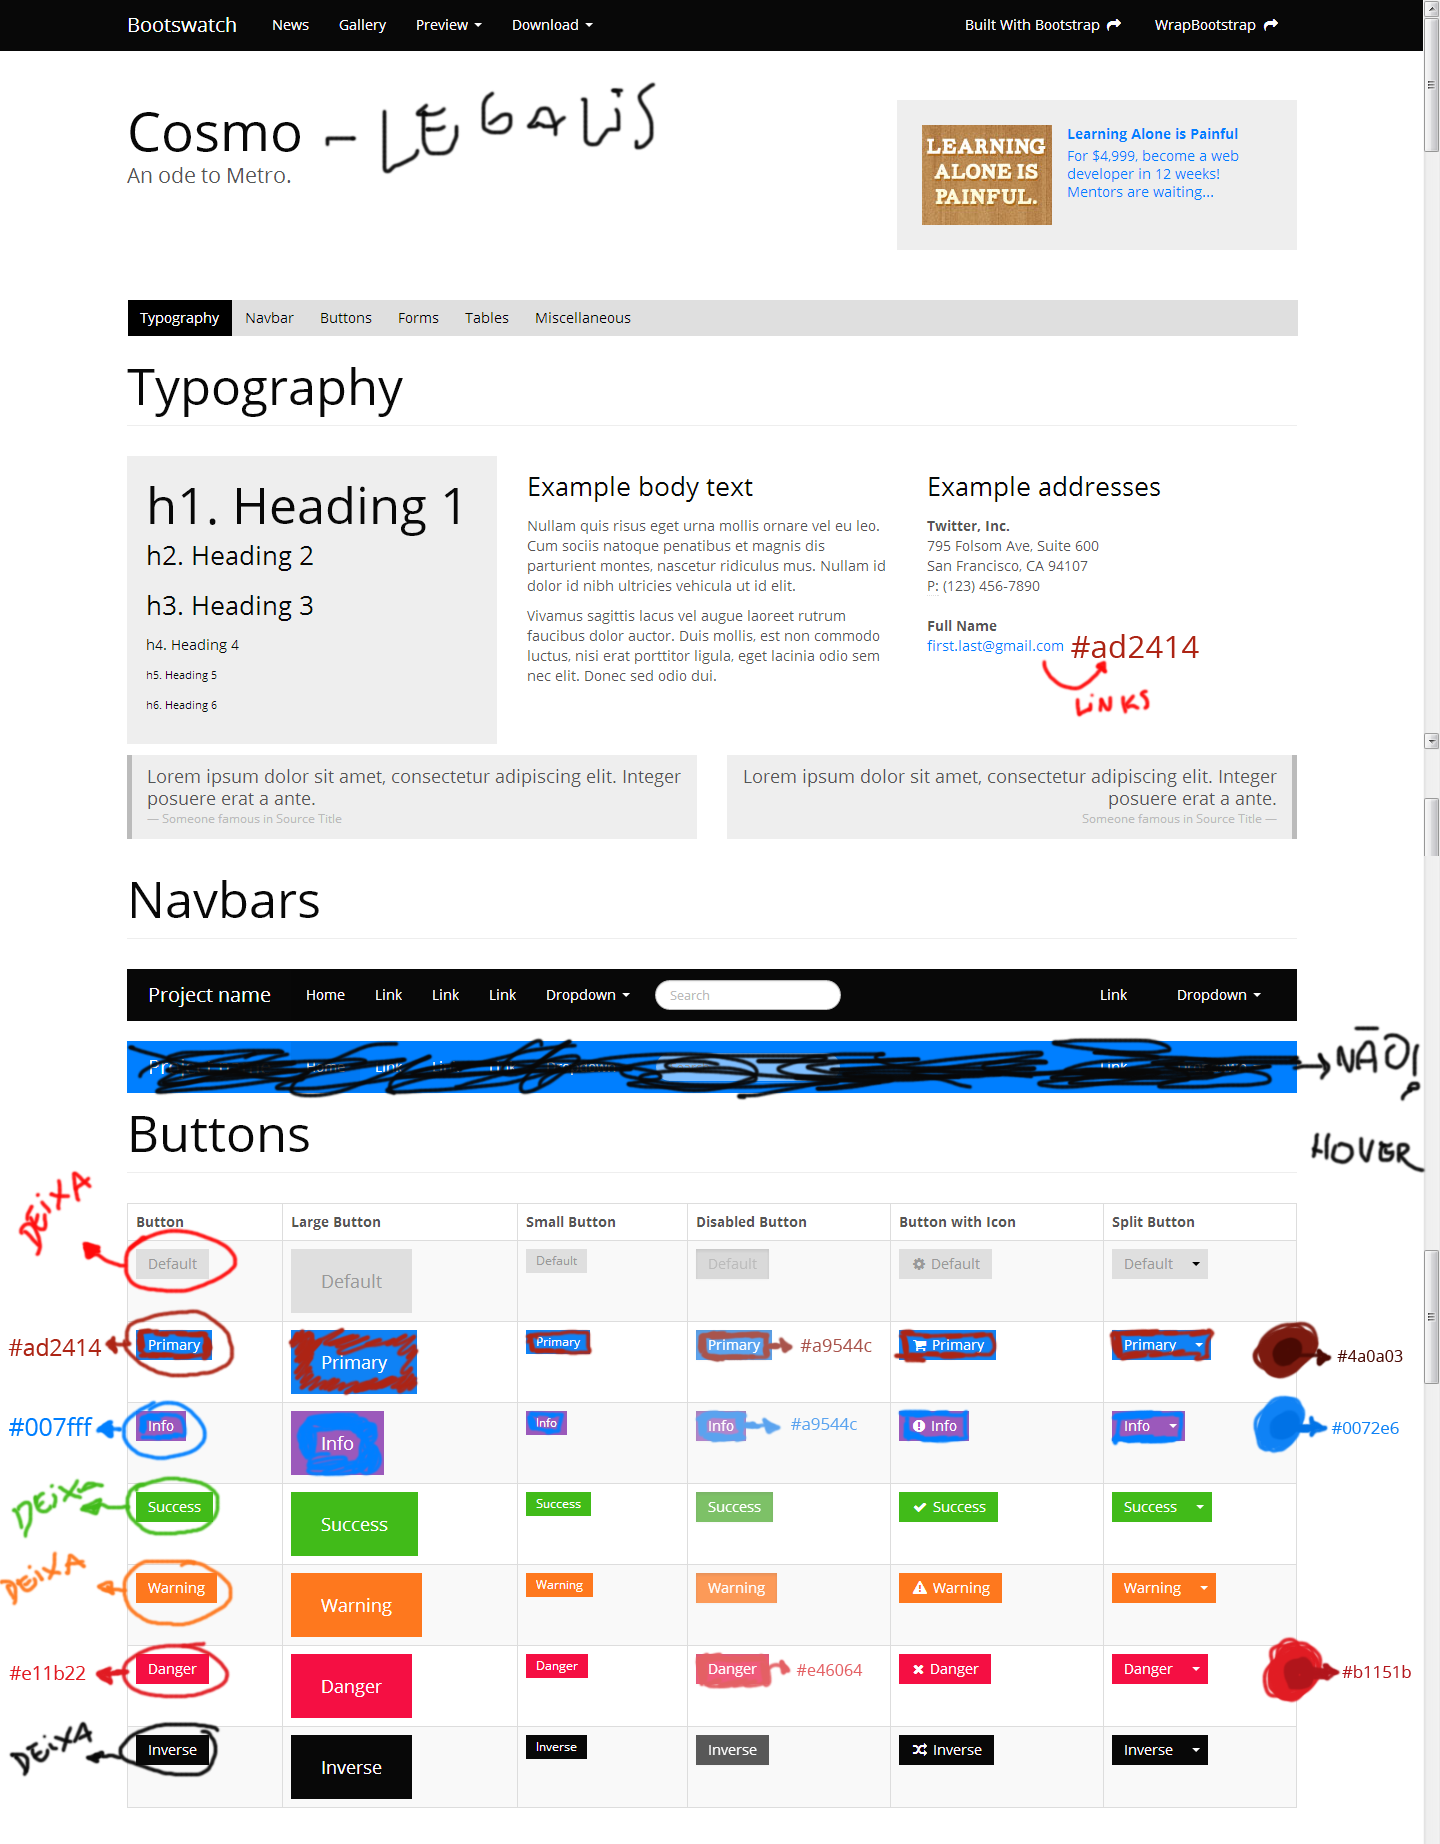 Bootswatch News Gallery Preview Download Built With Bootstrap WrapBootstrap
Cosmo - LEGALIS
An ode to Metro.
LEARNING
ALONE IS
PAINFUL.
Learning Alone is Painful
For $4,999, become a web
developer in 12 weeks!
Mentors are waiting...
Typography Navbar Buttons Forms Tables Miscellaneous
Typography
h1. Heading 1
h2. Heading 2
h3. Heading 3
h4. Heading 4
h5. Heading 5
h6. Heading 6
Example body text
Nullam quis risus eget urna mollis ornare vel eu leo.
Cum sociis natoque penatibus et magnis dis
parturient montes, nascetur ridiculus mus. Nullam id
dolor id nibh ultricies vehicula ut id elit.
Vivamus sagittis lacus vel augue laoreet rutrum
faucibus dolor auctor. Duis mollis, est non commodo
luctus, nisi erat porttitor ligula, eget lacinia odio sem
nec elit. Donec sed odio dui.
Example addresses
Twitter, Inc.
795 Folsom Ave, Suite 600
San Francisco, CA 94107
P: (123) 456-7890
Full Name
first.last@gmail.com #ad2414
LiNKS
Lorem ipsum dolor sit amet, consectetur adipiscing elit. Integer
posuere erat a ante.
— Someone famous in Source Title
Lorem ipsum dolor sit amet, consectetur adipiscing elit. Integer
posuere erat a ante.
Someone famous in Source Title —
Navbars
Project name Home Link Link Link Dropdown Search Link Dropdown
NÃO!
Buttons
HOVER
DEiXA
Button Large Button Small Button Disabled Button Button with Icon Split Button
Default Default Default Default Default Default
#ad2414 Primary Primary Primary Primary #a9544c Primary Primary #4a0a03
#007fff Info Info Info Info #a9544c Info Info #0072e6
DEiXA Success Success Success Success Success Success
DEiXA Warning Warning Warning Warning Warning Warning
#e11b22 Danger Danger Danger Danger #e46064 Danger Danger #b1151b
DEiXA Inverse Inverse Inverse Inverse Inverse Inverse